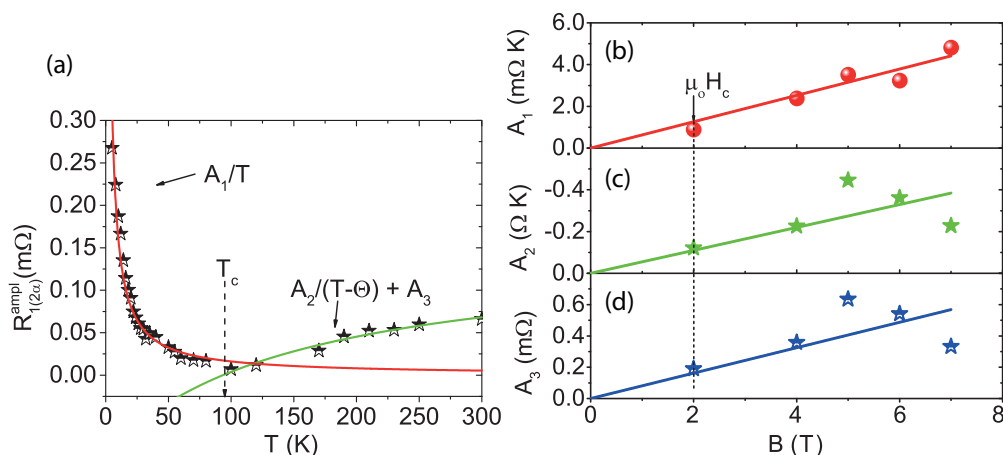 (a)
0.30
0.25
0.20
0.15
0.10
0.05
0.00
R^ampl_1(2α)(mΩ)
A₁/T
T_c
A₂/(T-Θ) + A₃
0 50 100 150 200 250 300
T (K)
(b)
6.0
4.0
2.0
0.0
A₁ (mΩ K)
μ₀H_c
(c)
-0.4
-0.2
0.0
A₂ (Ω K)
(d)
0.6
0.4
0.2
0.0
A₃ (mΩ)
0 2 4 6 8
B (T)